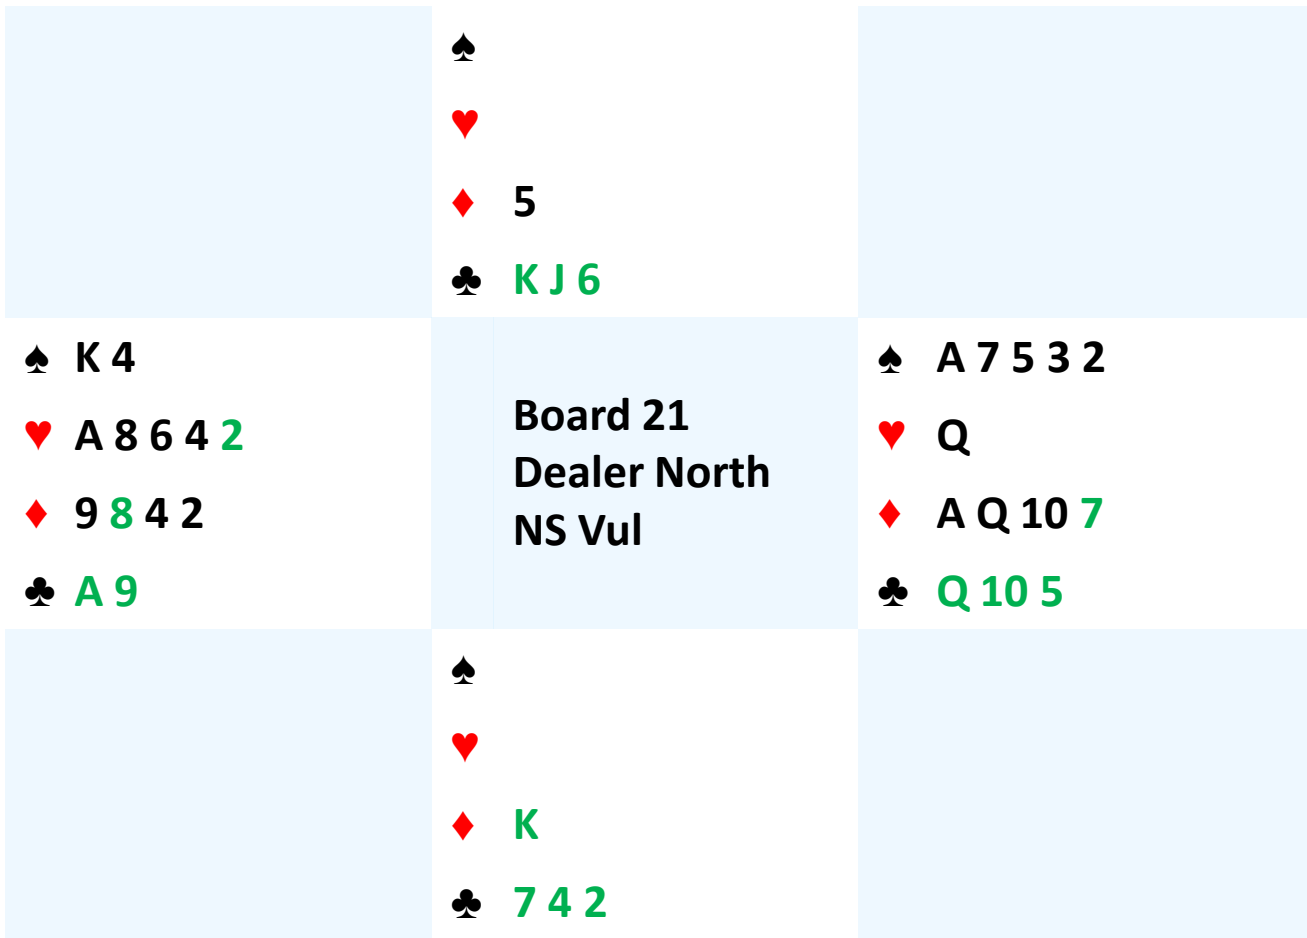 ♠
♥
♦ 5
♣ K J 6
♠ K 4
♥ A 8 6 4 2
♦ 9 8 4 2
♣ A 9
Board 21
Dealer North
NS Vul
♠ A 7 5 3 2
♥ Q
♦ A Q 10 7
♣ Q 10 5
♠
♥
♦ K
♣ 7 4 2